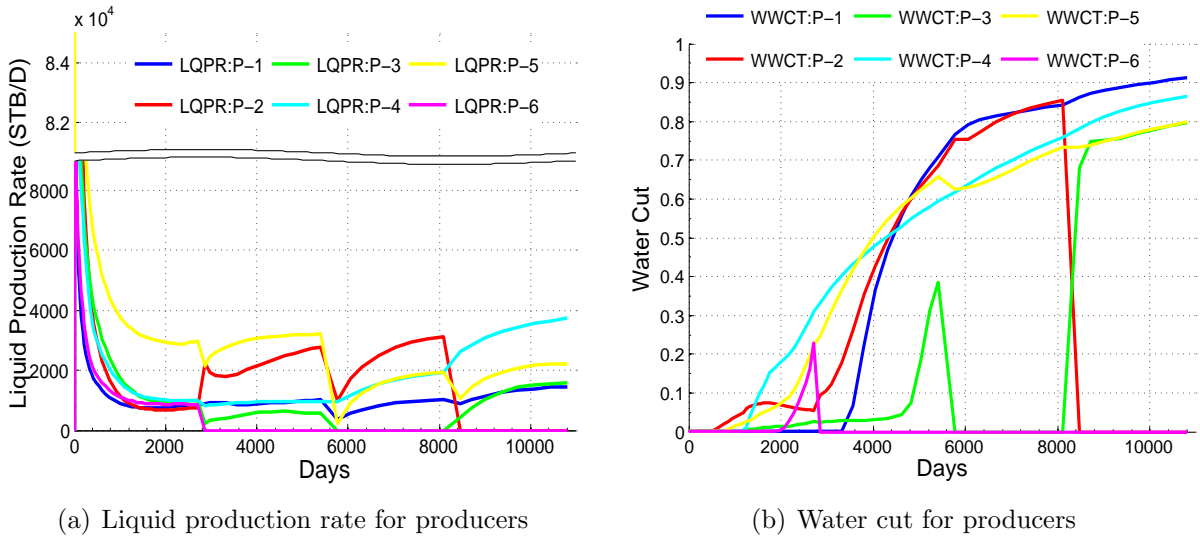 x 10⁴
8.4
8.2
8000
6000
4000
2000
0
Liquid Production Rate (STB/D)
LQPR:P−1 LQPR:P−3 LQPR:P−5
LQPR:P−2 LQPR:P−4 LQPR:P−6
0 2000 4000 6000 8000 10000
Days
(a) Liquid production rate for producers
WWCT:P−1 WWCT:P−3 WWCT:P−5
WWCT:P−2 WWCT:P−4 WWCT:P−6
1
0.9
0.8
0.7
0.6
0.5
0.4
0.3
0.2
0.1
0
Water Cut
0 2000 4000 6000 8000 10000
Days
(b) Water cut for producers